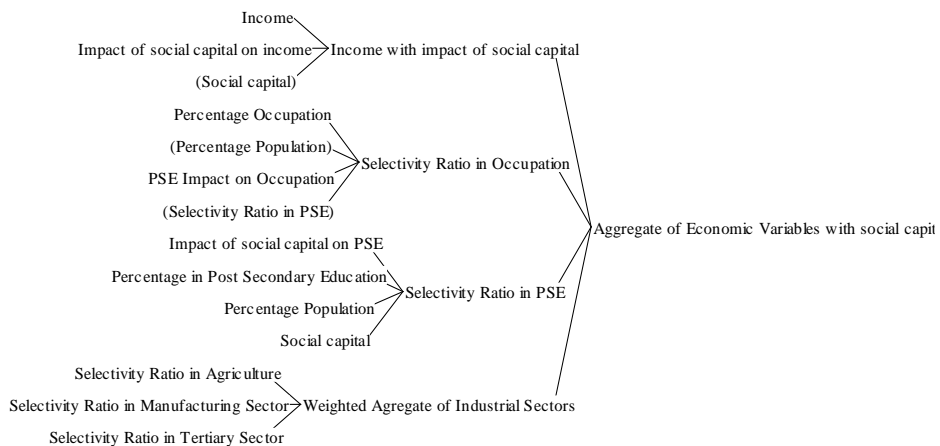 Income
Impact of social capital on income
Income with impact of social capital
(Social capital)
Percentage Occupation
(Percentage Population)
Selectivity Ratio in Occupation
PSE Impact on Occupation
(Selectivity Ratio in PSE)
Aggregate of Economic Variables with social capit
Impact of social capital on PSE
Percentage in Post Secondary Education
Selectivity Ratio in PSE
Percentage Population
Social capital
Selectivity Ratio in Agriculture
Selectivity Ratio in Manufacturing Sector
Weighted Agregate of Industrial Sectors
Selectivity Ratio in Tertiary Sector